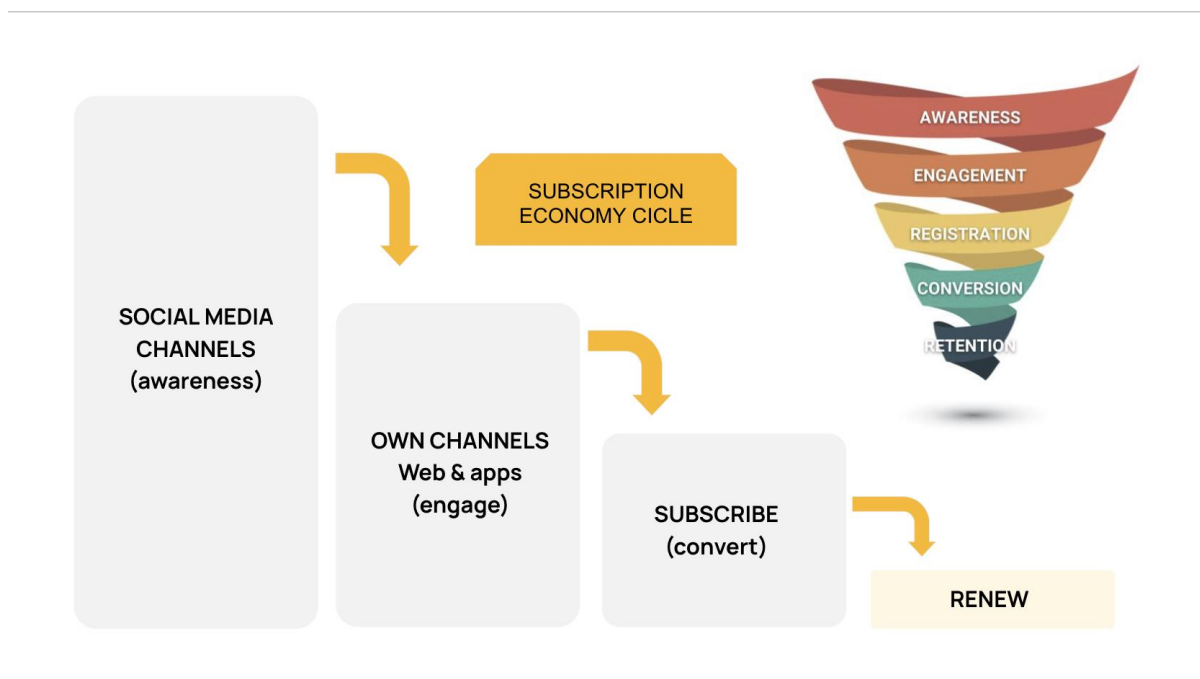 SUBSCRIPTION
ECONOMY CICLE
SOCIAL MEDIA
CHANNELS
(awareness)
OWN CHANNELS
Web & apps
(engage)
SUBSCRIBE
(convert)
RENEW
AWARENESS
ENGAGEMENT
REGISTRATION
CONVERSION
RETENTION